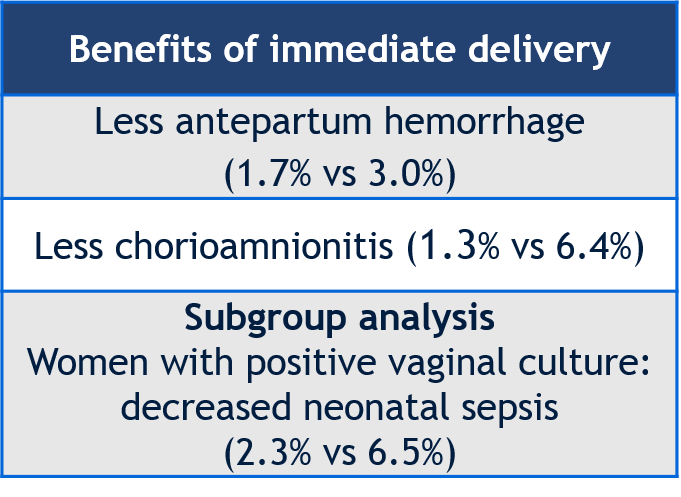 Benefits of immediate delivery
Less antepartum hemorrhage
(1.7% vs 3.0%)
Less chorioamnionitis (1.3% vs 6.4%)
Subgroup analysis
Women with positive vaginal culture:
decreased neonatal sepsis
(2.3% vs 6.5%)